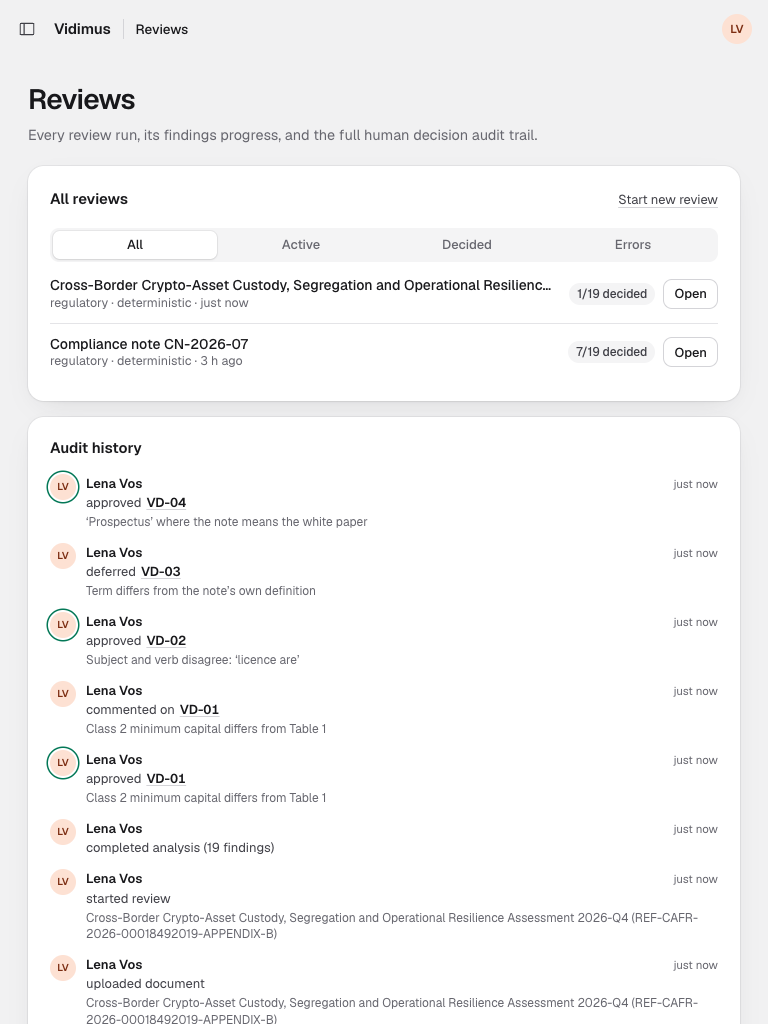 Vidimus
Reviews
LV
Reviews
Every review run, its findings progress, and the full human decision audit trail.
All reviews
Start new review
All
Active
Decided
Errors
Cross-Border Crypto-Asset Custody, Segregation and Operational Resilienc…
regulatory · deterministic · just now
1/19 decided
Open
Compliance note CN-2026-07
regulatory · deterministic · 3 h ago
7/19 decided
Open
Audit history
LV
Lena Vos
just now
approved VD-04
‘Prospectus’ where the note means the white paper
LV
Lena Vos
just now
deferred VD-03
Term differs from the note’s own definition
LV
Lena Vos
just now
approved VD-02
Subject and verb disagree: ‘licence are’
LV
Lena Vos
just now
commented on VD-01
Class 2 minimum capital differs from Table 1
LV
Lena Vos
just now
approved VD-01
Class 2 minimum capital differs from Table 1
LV
Lena Vos
just now
completed analysis (19 findings)
LV
Lena Vos
just now
started review
Cross-Border Crypto-Asset Custody, Segregation and Operational Resilience Assessment 2026-Q4 (REF-CAFR-
2026-00018492019-APPENDIX-B)
LV
Lena Vos
just now
uploaded document
Cross-Border Crypto-Asset Custody, Segregation and Operational Resilience Assessment 2026-Q4 (REF-CAFR-
2026-00018492019-APPENDIX-B)